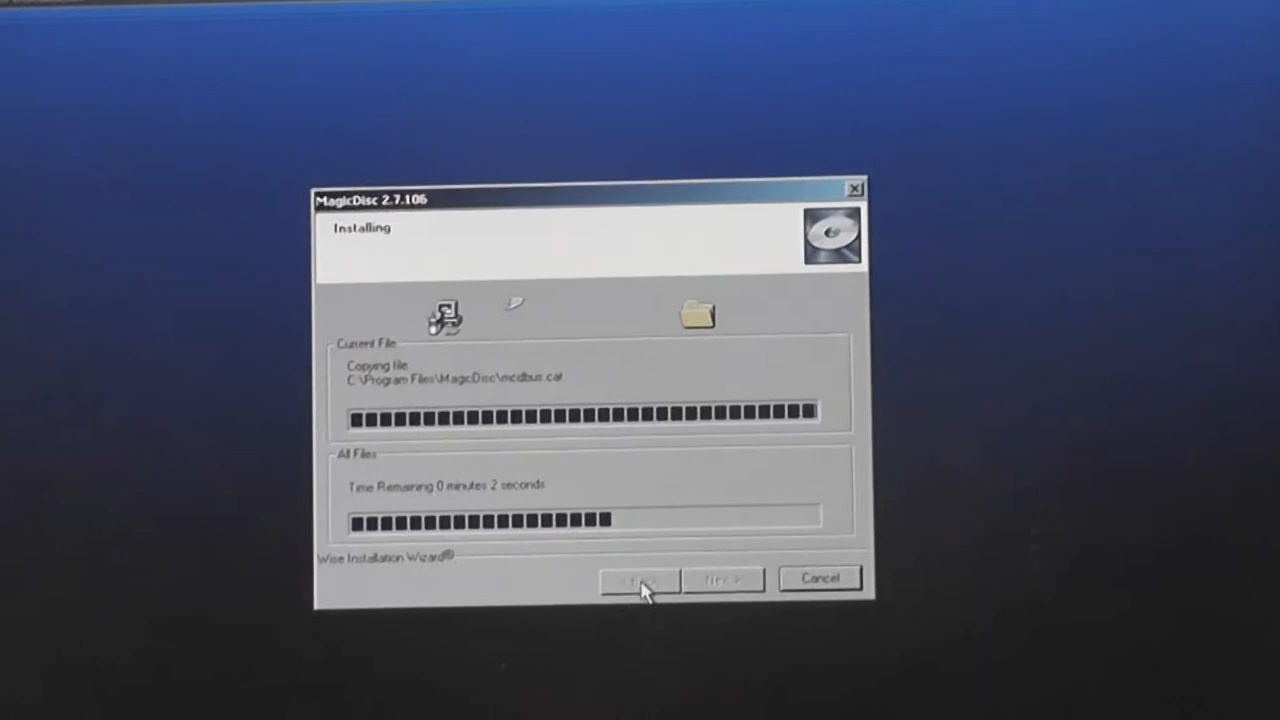 MagicDisc 2.7.106
Installing
Current File
Copying file:
C:\Program Files\MagicDisc\mcdbus.cat
All Files
Time Remaining 0 minutes 2 seconds
Wise Installation Wizard®
< Back
Next >
Cancel